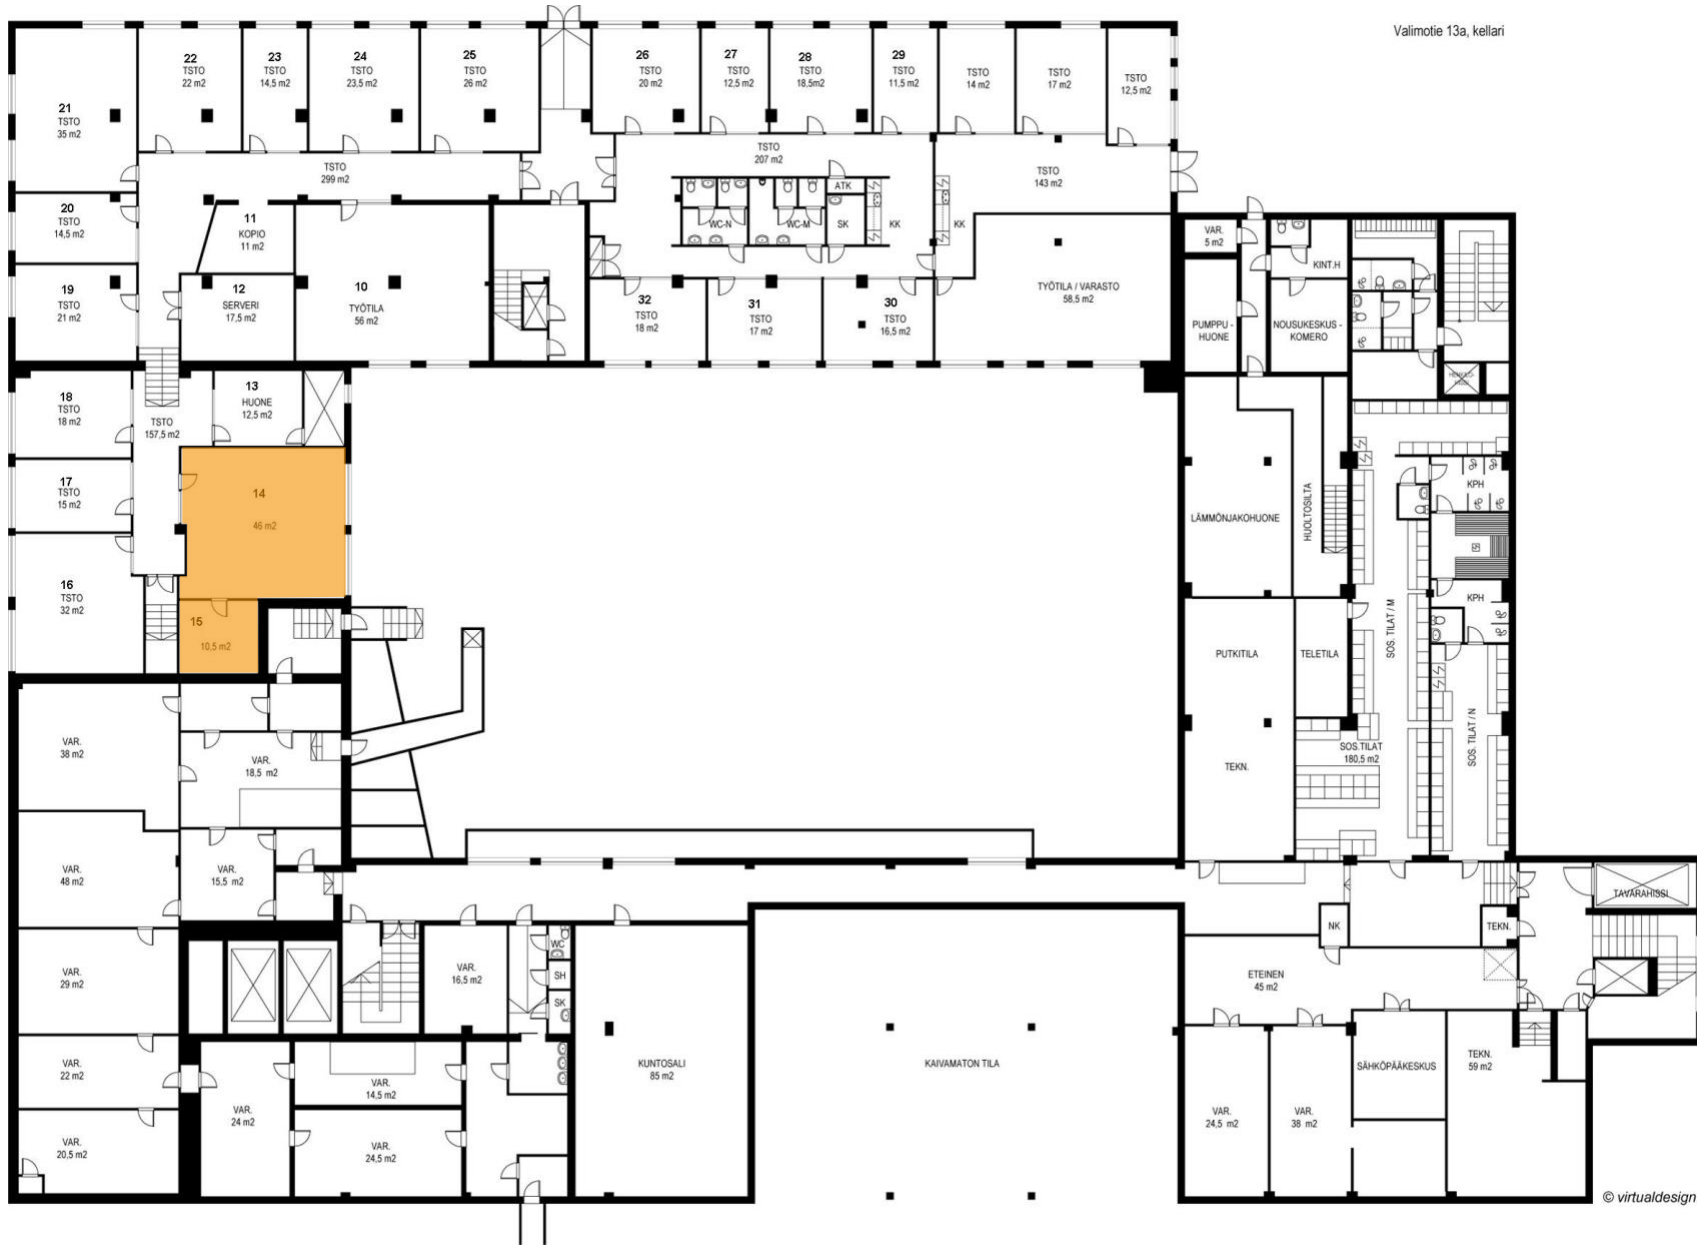 Valimotie 13a, kellari
21
TSTO
35 m2
22
TSTO
22 m2
23
TSTO
14,5 m2
24
TSTO
23,5 m2
25
TSTO
26 m2
26
TSTO
20 m2
27
TSTO
12,5 m2
28
TSTO
18,5m2
29
TSTO
11,5 m2
TSTO
14 m2
TSTO
17 m2
TSTO
12,5 m2
TSTO
299 m2
TSTO
207 m2
TSTO
143 m2
20
TSTO
14,5 m2
11
KOPIO
11 m2
WC-N
WC-M
ATK
SK
KK
KK
19
TSTO
21 m2
12
SERVERI
17,5 m2
10
TYÖTILA
56 m2
32
TSTO
18 m2
31
TSTO
17 m2
30
TSTO
16,5 m2
TYÖTILA / VARASTO
58,5 m2
VAR.
5 m2
KINT.H
PUMPPU -
HUONE
NOUSUKESKUS -
KOMERO
18
TSTO
18 m2
TSTO
157,5 m2
13
HUONE
12,5 m2
17
TSTO
15 m2
14
46 m2
16
TSTO
32 m2
15
10,5 m2
LÄMMÖNJAKOHUONE
HUOLTOSILTA
KPH
KPH
SOS. TILAT / M
PUTKITILA
TELETILA
SOS. TILAT / N
TEKN.
SOS.TILAT
180,5 m2
VAR.
38 m2
VAR.
18,5 m2
VAR.
48 m2
VAR.
15,5 m2
TAVARAHISSI
NK
TEKN.
VAR.
29 m2
VAR.
16,5 m2
WC
SH
SK
ETEINEN
45 m2
VAR.
22 m2
VAR.
14,5 m2
VAR.
24 m2
KUNTOSALI
85 m2
KAIVAMATON TILA
SÄHKÖPÄÄKESKUS
TEKN.
59 m2
VAR.
20,5 m2
VAR.
24,5 m2
VAR.
24,5 m2
VAR.
38 m2
© virtualdesign